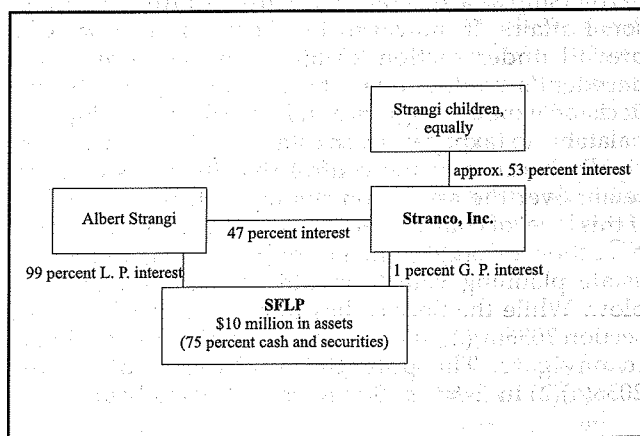 Strangi children,
equally
approx. 53 percent interest
Albert Strangi
47 percent interest
Stranco, Inc.
99 percent L. P. interest
1 percent G. P. interest
SFLP
$10 million in assets
(75 percent cash and securities)